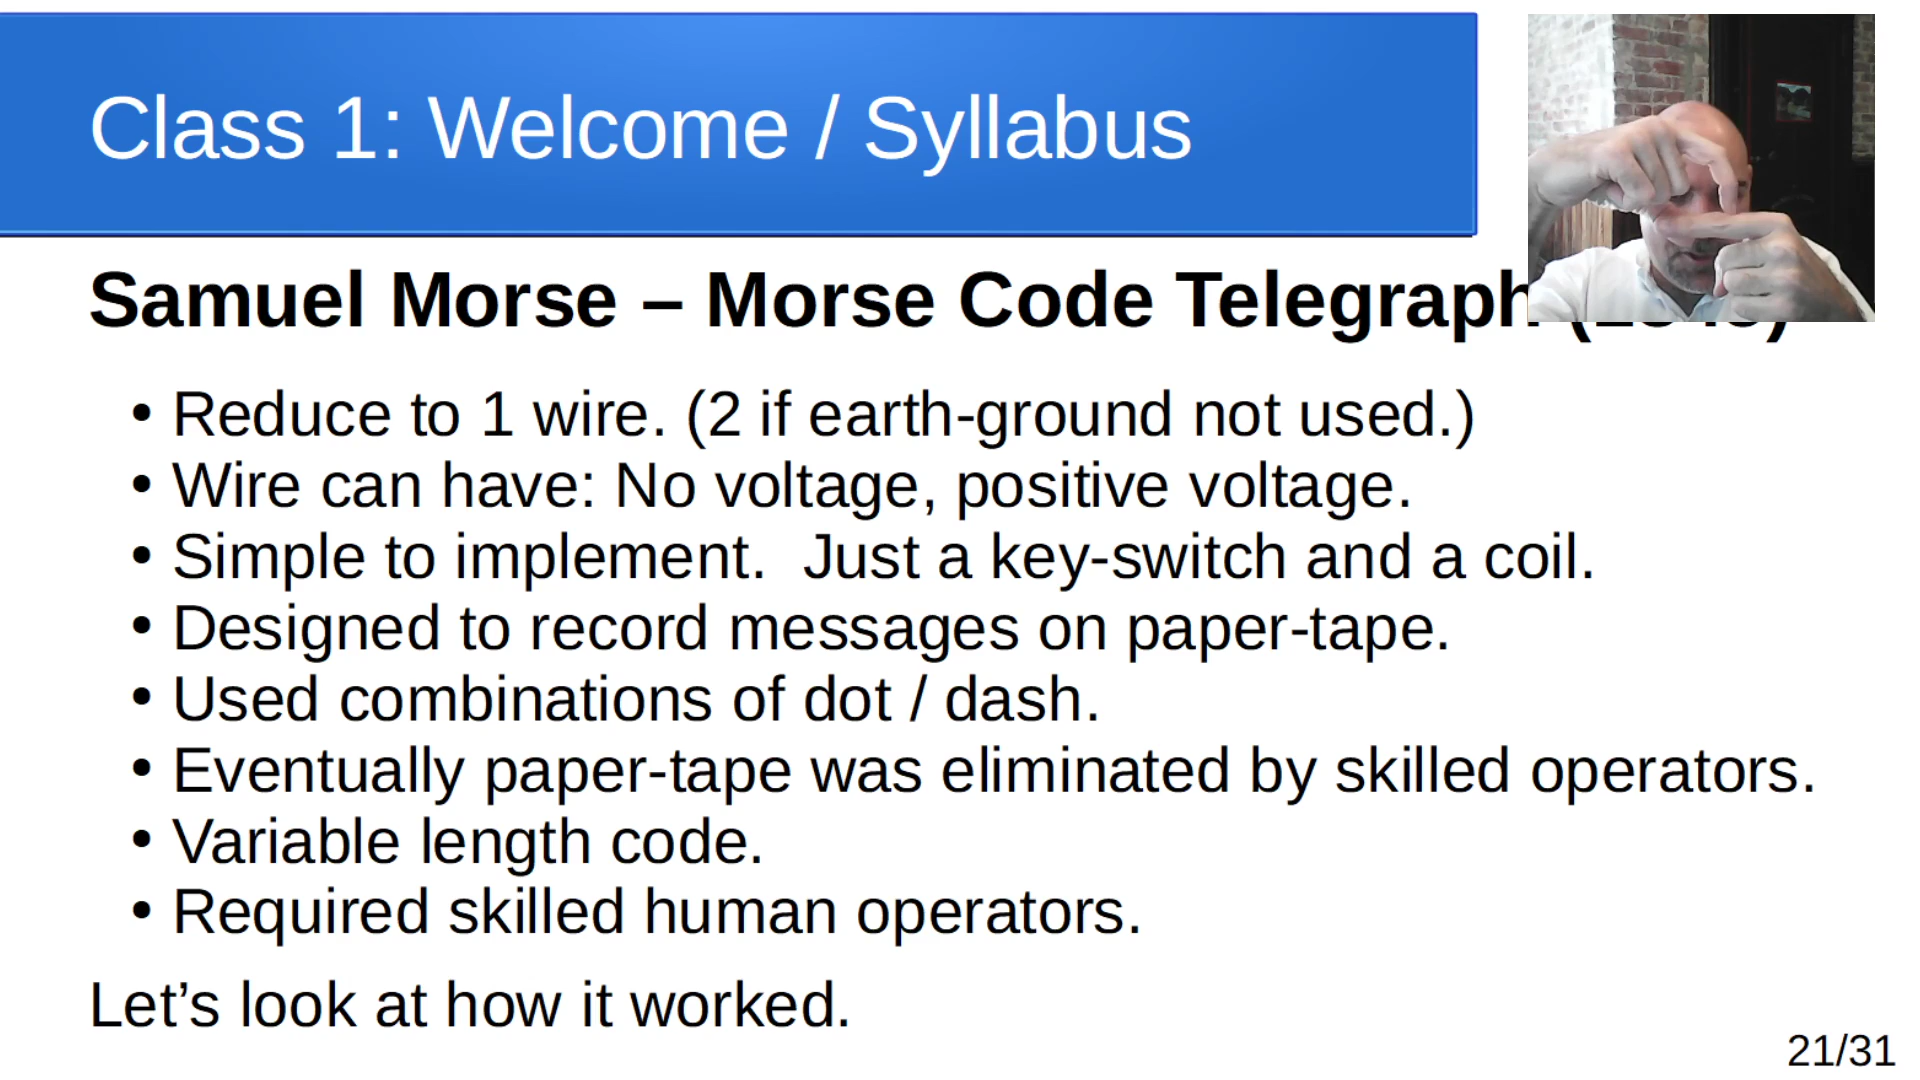 Class 1: Welcome / Syllabus
Samuel Morse – Morse Code Telegraph
• Reduce to 1 wire. (2 if earth-ground not used.)
• Wire can have: No voltage, positive voltage.
• Simple to implement.  Just a key-switch and a coil.
• Designed to record messages on paper-tape.
• Used combinations of dot / dash.
• Eventually paper-tape was eliminated by skilled operators.
• Variable length code.
• Required skilled human operators.
Let’s look at how it worked.
21/31